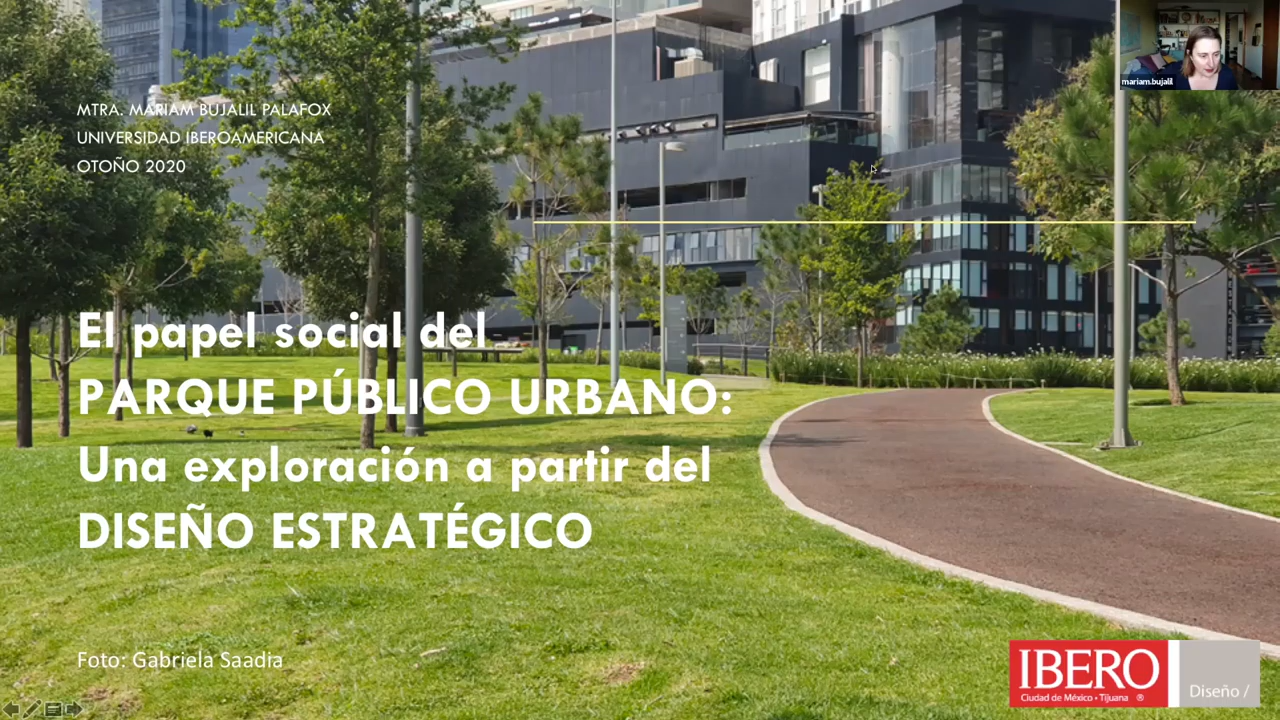 MTRA. MARIAM BUJALIL PALAFOX
UNIVERSIDAD IBEROAMERICANA
OTOÑO 2020
mariam.bujalil
El papel social del
PARQUE PÚBLICO URBANO:
Una exploración a partir del
DISEÑO ESTRATÉGICO
Foto: Gabriela Saadia
IBERO
Ciudad de México • Tijuana ®
Diseño /